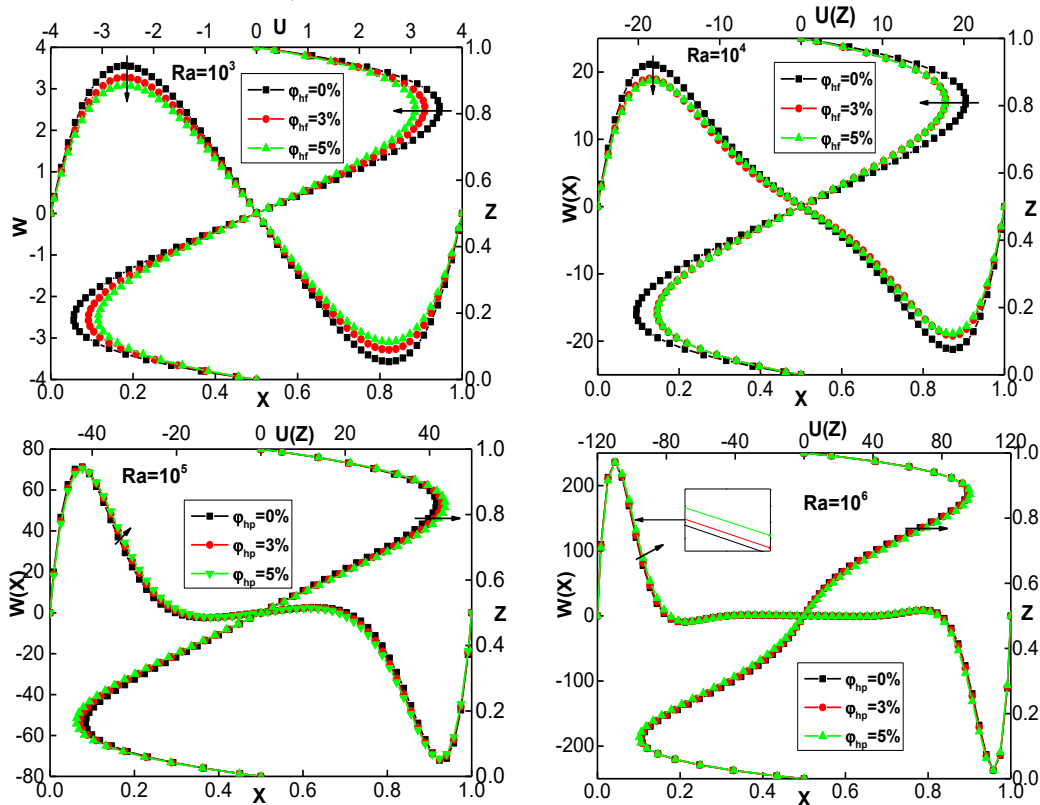 -4 -3 -2 -1 0 1 2 3 4
U
4 3 2 1 0 -1 -2 -3 -4
W
Ra=10³
φhf=0%
φhf=3%
φhf=5%
1.0 0.8 0.6 0.4 0.2 0.0
Z
0.0 0.2 0.4 0.6 0.8 1.0
X
-20 -10 0 10 20
U(Z)
20 10 0 -10 -20
W(X)
Ra=10⁴
φhf=0%
φhf=3%
φhf=5%
1.0 0.8 0.6 0.4 0.2 0.0
Z
0.0 0.2 0.4 0.6 0.8 1.0
X
-40 -20 0 20 40
U(Z)
80 60 40 20 0 -20 -40 -60 -80
W(X)
Ra=10⁵
φhp=0%
φhp=3%
φhp=5%
1.0 0.8 0.6 0.4 0.2 0.0
Z
0.0 0.2 0.4 0.6 0.8 1.0
X
-120 -80 -40 0 40 80 120
U(Z)
200 100 0 -100 -200
W(X)
Ra=10⁶
φhp=0%
φhp=3%
φhp=5%
1.0 0.8 0.6 0.4 0.2 0.0
Z
0.0 0.2 0.4 0.6 0.8 1.0
X